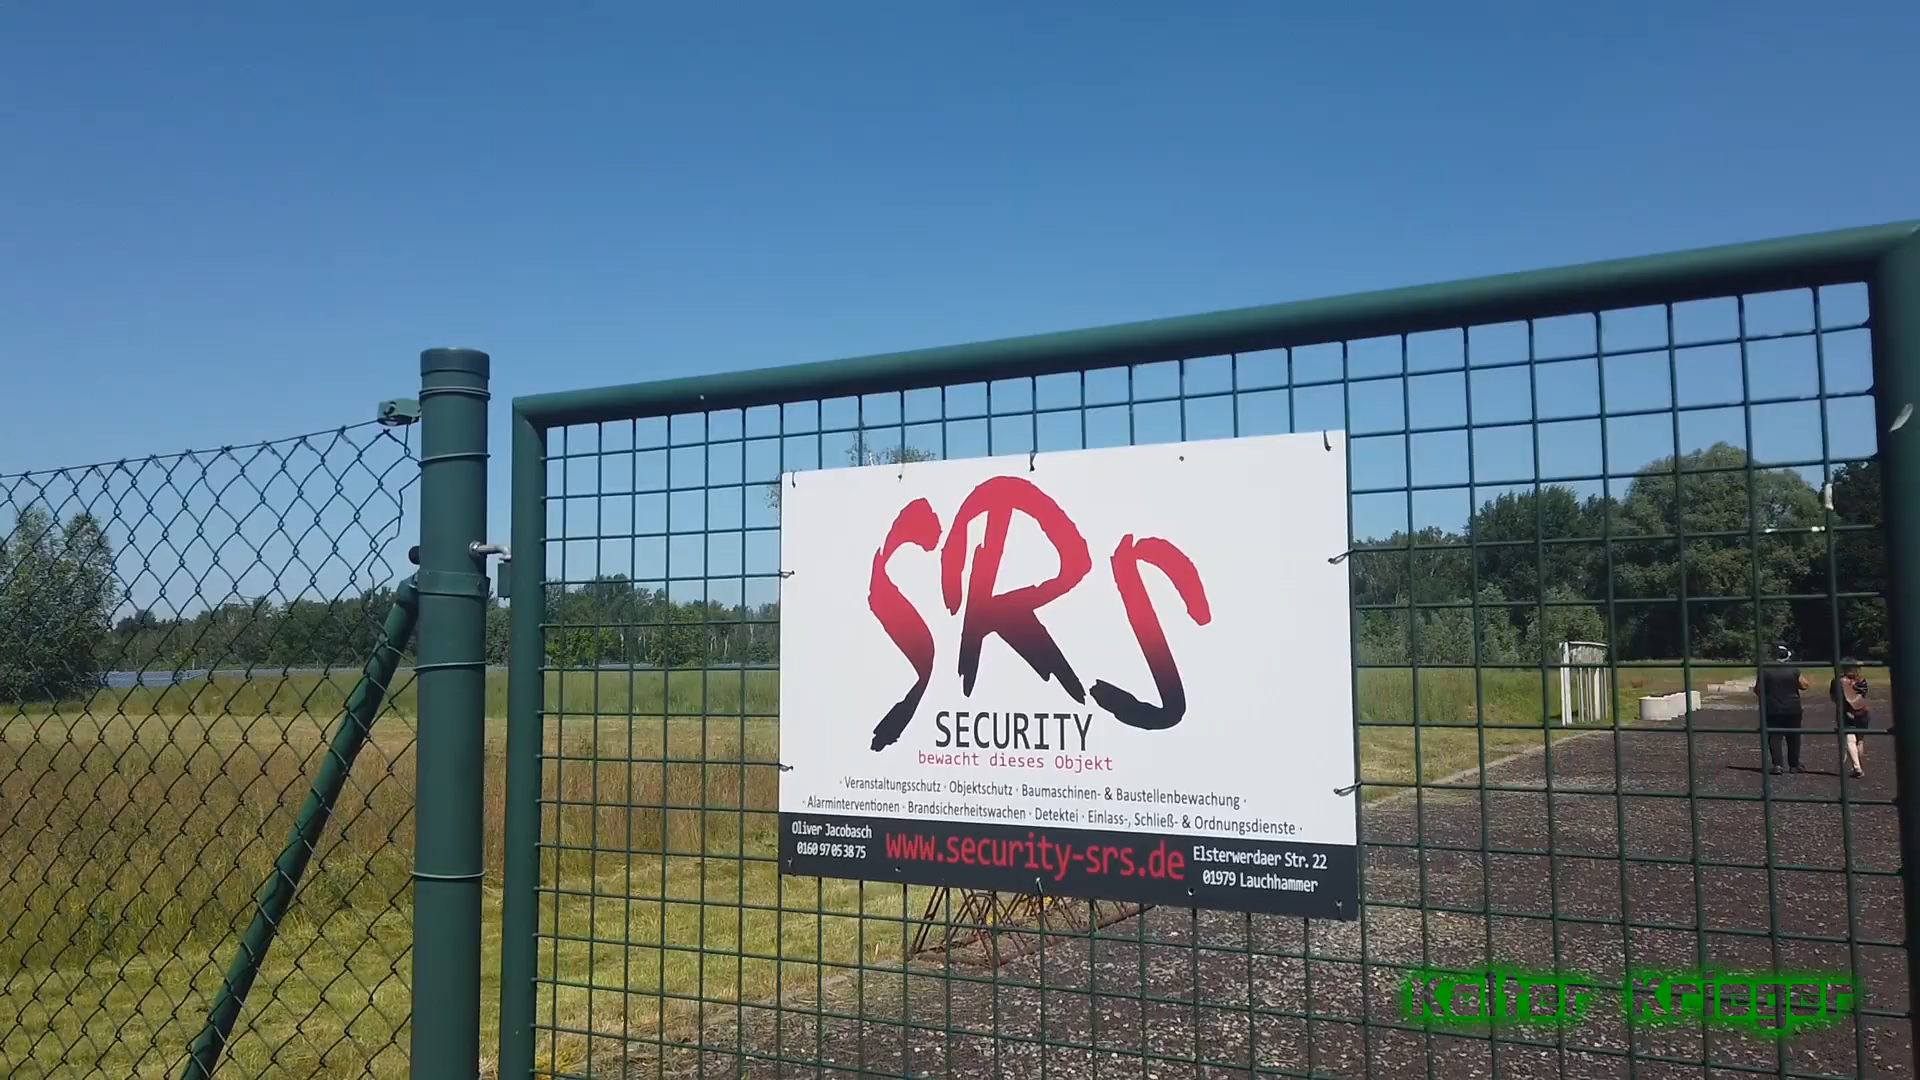 SRS
SECURITY
bewacht dieses Objekt
· Veranstaltungsschutz · Objektschutz · Baumaschinen- & Baustellenbewachung ·
· Alarminterventionen · Brandsicherheitswachen · Detektei · Einlass-, Schließ- & Ordnungsdienste ·
Oliver Jacobasch
0160 97 05 38 75
www.security-srs.de
Elsterwerdaer Str. 22
01979 Lauchhammer
Kalter Krieger